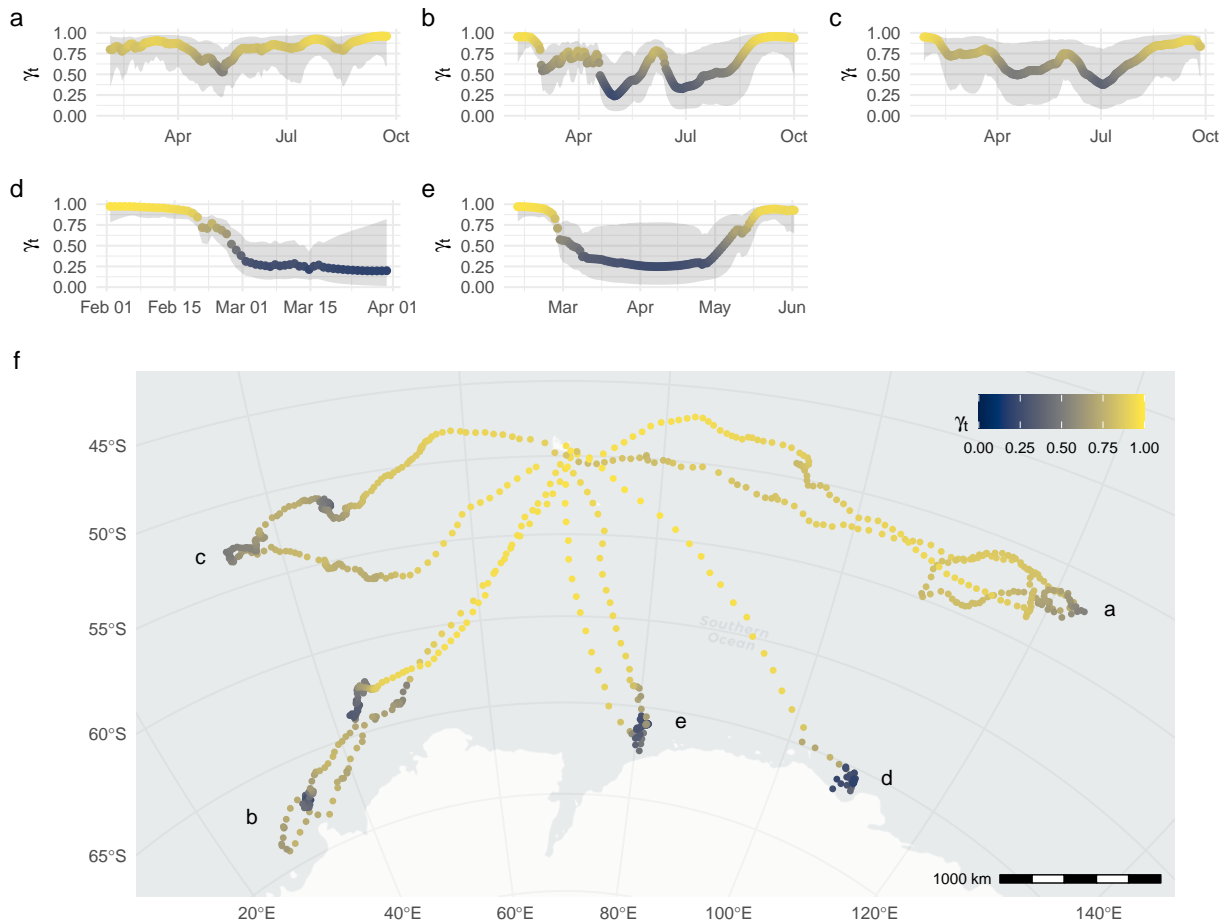 a b c
1.00 1.00 1.00
0.75 0.75 0.75
γt 0.50 γt 0.50 γt 0.50
0.25 0.25 0.25
0.00 0.00 0.00
Apr Jul Oct Apr Jul Oct Apr Jul Oct
d e
1.00 1.00
0.75 0.75
γt 0.50 γt 0.50
0.25 0.25
0.00 0.00
Feb 01 Feb 15 Mar 01 Mar 15 Apr 01 Mar Apr May Jun
f
γt
0.00 0.25 0.50 0.75 1.00
45°S
50°S
c
55°S
a
Southern
Ocean
60°S
e
d
b
65°S
1000 km
20°E 40°E 60°E 80°E 100°E 120°E 140°E